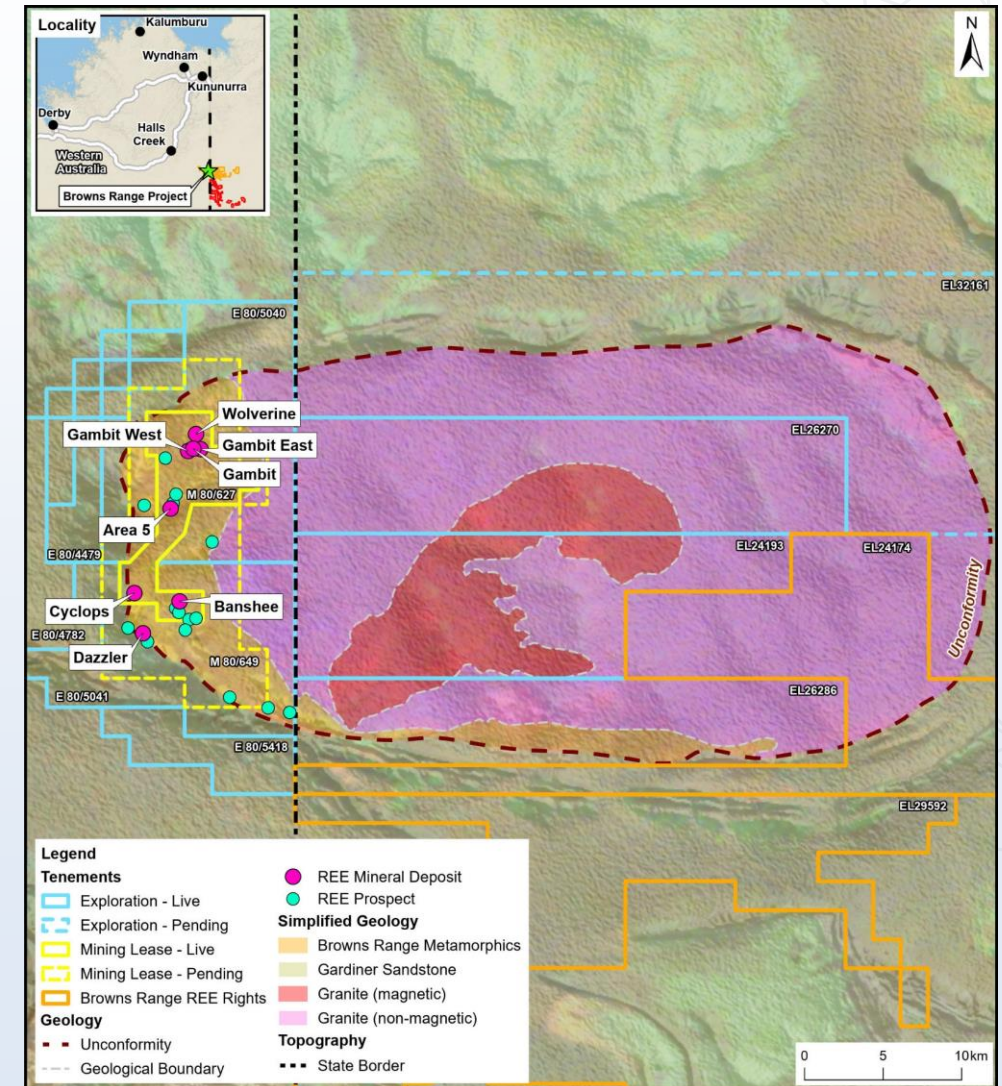 Locality
Kalumburu
Wyndham
Kununurra
Derby
Halls
Creek
Western
Australia
Browns Range Project
N
EL32161
E 80/5040
Wolverine
Gambit West
Gambit East
EL26270
Gambit
M 80/627
Area 5
E 80/4479
EL24193
EL24174
Unconformity
Cyclops
Banshee
E 80/4782
Dazzler
M 80/649
E 80/5041
EL26286
E 80/5418
EL29592
Legend
Tenements
Exploration - Live
Exploration - Pending
Mining Lease - Live
Mining Lease - Pending
Browns Range REE Rights
Geology
Unconformity
Geological Boundary
REE Mineral Deposit
REE Prospect
Simplified Geology
Browns Range Metamorphics
Gardiner Sandstone
Granite (magnetic)
Granite (non-magnetic)
Topography
State Border
0 5 10km